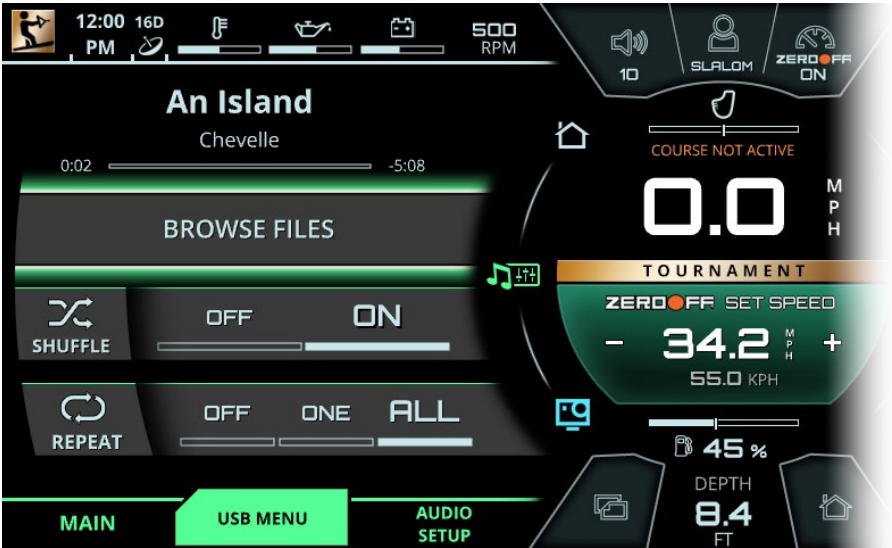 12:00 16D
PM
500
RPM
10
SLALOM
ZEROOFF
ON
An Island
Chevelle
0:02 -5:08
COURSE NOT ACTIVE
0.0 MPH
BROWSE FILES
TOURNAMENT
ZEROOFF SET SPEED
- 34.2 MPH +
55.0 KPH
SHUFFLE
OFF ON
REPEAT
OFF ONE ALL
45 %
DEPTH
8.4
FT
MAIN
USB MENU
AUDIO
SETUP